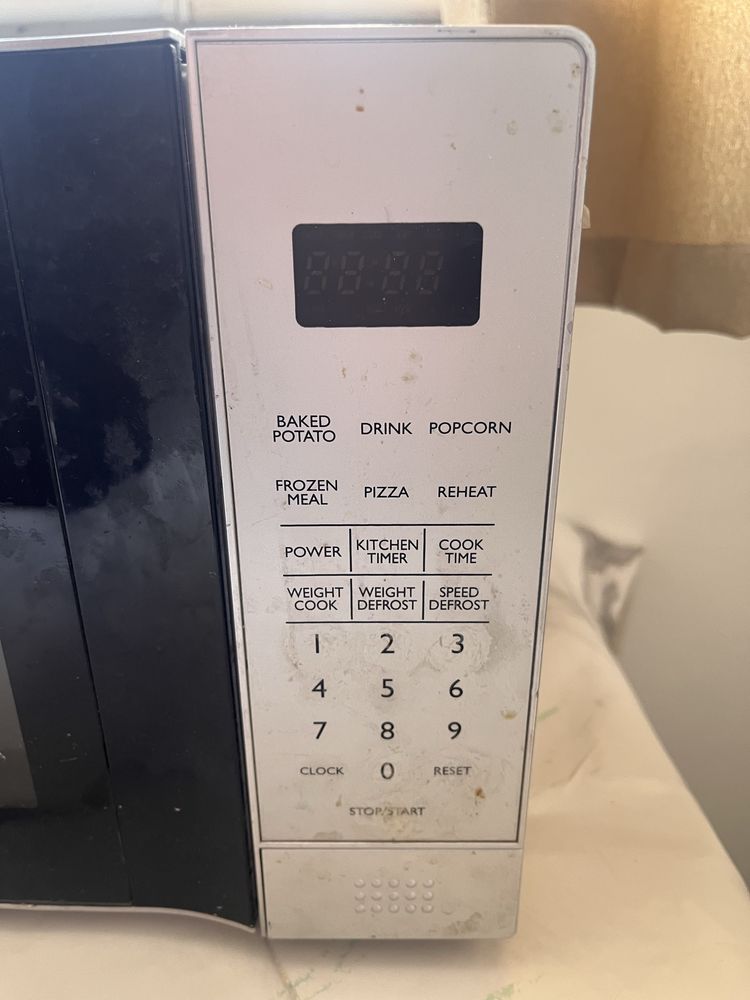 BAKED
POTATO
DRINK
POPCORN
FROZEN
MEAL
PIZZA
REHEAT
POWER
KITCHEN
TIMER
COOK
TIME
WEIGHT
COOK
WEIGHT
DEFROST
SPEED
DEFROST
1 2 3
4 5 6
7 8 9
CLOCK 0 RESET
STOP/START